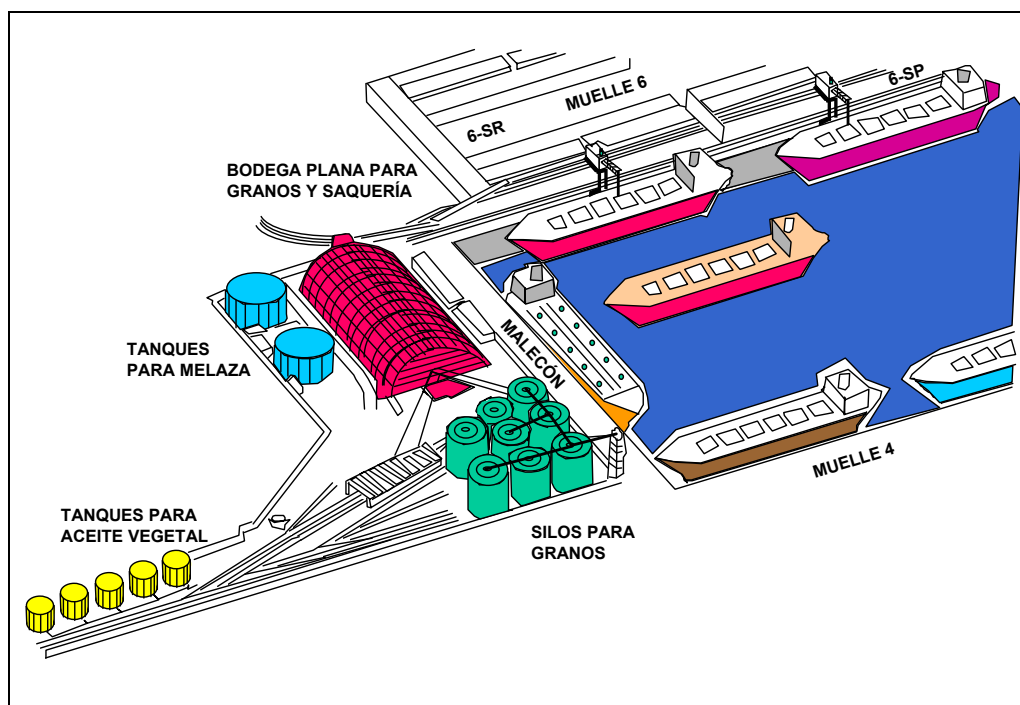 6-SP
MUELLE 6
6-SR
BODEGA PLANA PARA
GRANOS Y SAQUERÍA
MALECÓN
TANQUES
PARA MELAZA
MUELLE 4
TANQUES PARA
ACEITE VEGETAL
SILOS PARA
GRANOS